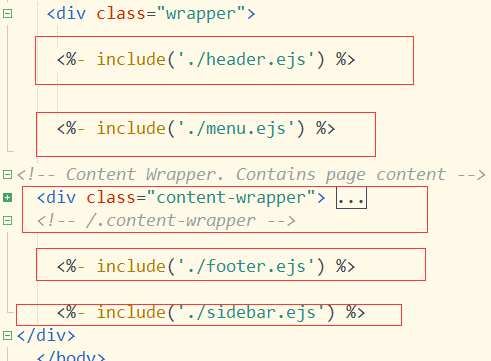 <div class="wrapper">
<%- include('./header.ejs') %>
<%- include('./menu.ejs') %>
<!-- Content Wrapper. Contains page content -->
<div class="content-wrapper"> ...
<!-- /.content-wrapper -->
<%- include('./footer.ejs') %>
<%- include('./sidebar.ejs') %>
</div>
</body>